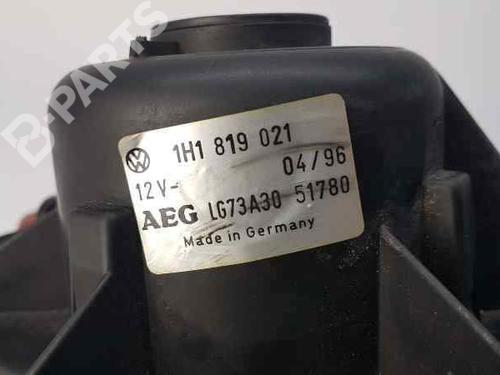 B-PARTS
1H1 819 021
12V- 04/96
AEG LG73A30 51780
Made in Germany